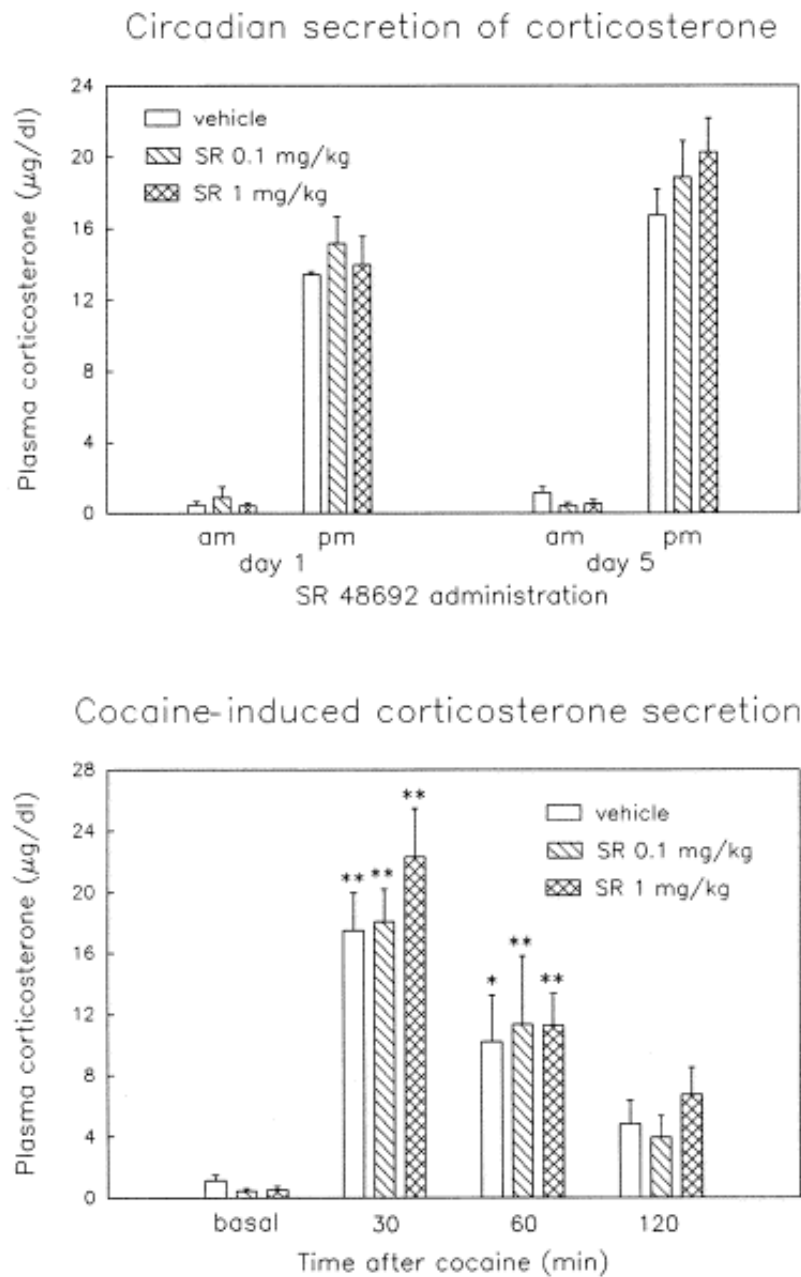 Circadian secretion of corticosterone
Plasma corticosterone (μg/dl)
24
20
16
12
8
4
0
vehicle
SR 0.1 mg/kg
SR 1 mg/kg
am pm am pm
day 1 day 5
SR 48692 administration
Cocaine-induced corticosterone secretion
Plasma corticosterone (μg/dl)
28
24
20
16
12
8
4
0
vehicle
SR 0.1 mg/kg
SR 1 mg/kg
** ** **
* ** **
basal 30 60 120
Time after cocaine (min)